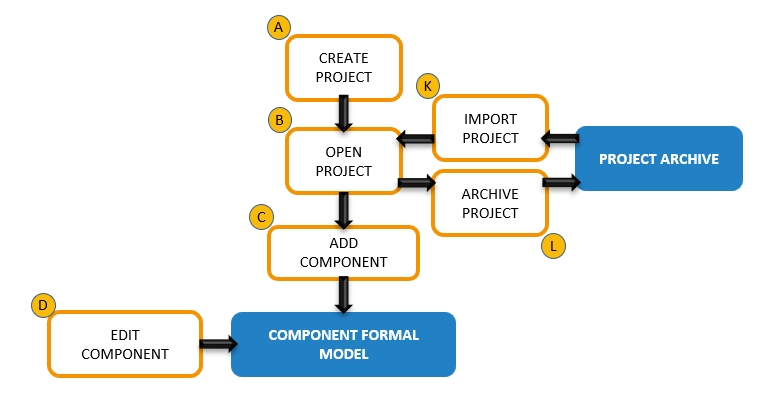 A
CREATE
PROJECT
K
IMPORT
PROJECT
B
OPEN
PROJECT
PROJECT ARCHIVE
ARCHIVE
PROJECT
L
C
ADD
COMPONENT
D
EDIT
COMPONENT
COMPONENT FORMAL
MODEL